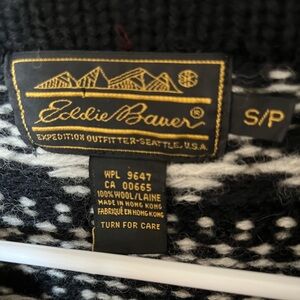 Eddie Bauer®
EXPEDITION OUTFITTER-SEATTLE, U.S.A.
S/P
WPL 9647
CA 00665
100% WOOL/LAINE
MADE IN HONG KONG
FABRIQUÉ EN HONG KONG
TURN FOR CARE